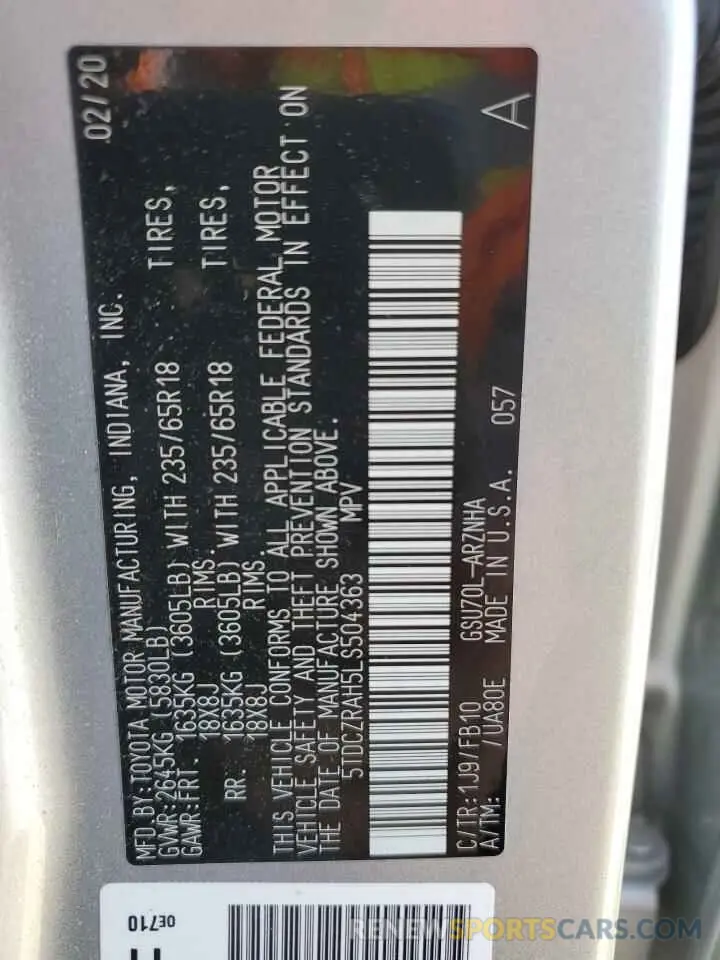 MFD.BY:TOYOTA MOTOR MANUFACTURING, INDIANA, INC. 02/20
GVWR:2645KG (5830LB)
GAWR:FRT. 1635KG (3605LB) WITH 235/65R18 TIRES,
18X8J RIMS.
RR. 1635KG (3605LB) WITH 235/65R18 TIRES,
18X8J RIMS.
THIS VEHICLE CONFORMS TO ALL APPLICABLE FEDERAL MOTOR
VEHICLE SAFETY AND THEFT PREVENTION STANDARDS IN EFFECT ON
THE DATE OF MANUFACTURE SHOWN ABOVE.
5TDCZRAH5LS504363 MPV
C/TR:1J9//FB10 GSU70L-ARZNHA
A/TM: /UA80E MADE IN U.S.A. 057 A
0E710
RENEWSPORTSCARS.COM